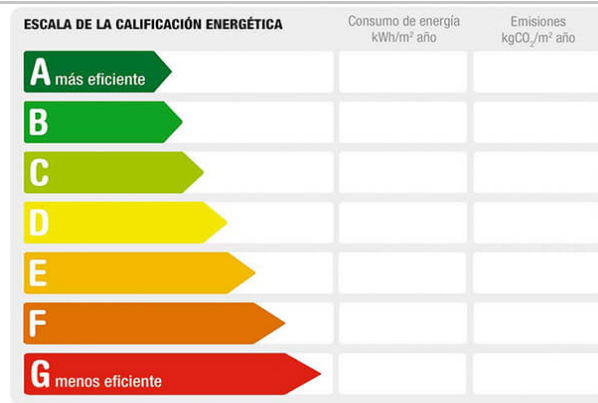 ESCALA DE LA CALIFICACIÓN ENERGÉTICA
Consumo de energía
kWh/m² año
Emisiones
kgCO₂/m² año
A más eficiente
B
C
D
E
F
G menos eficiente